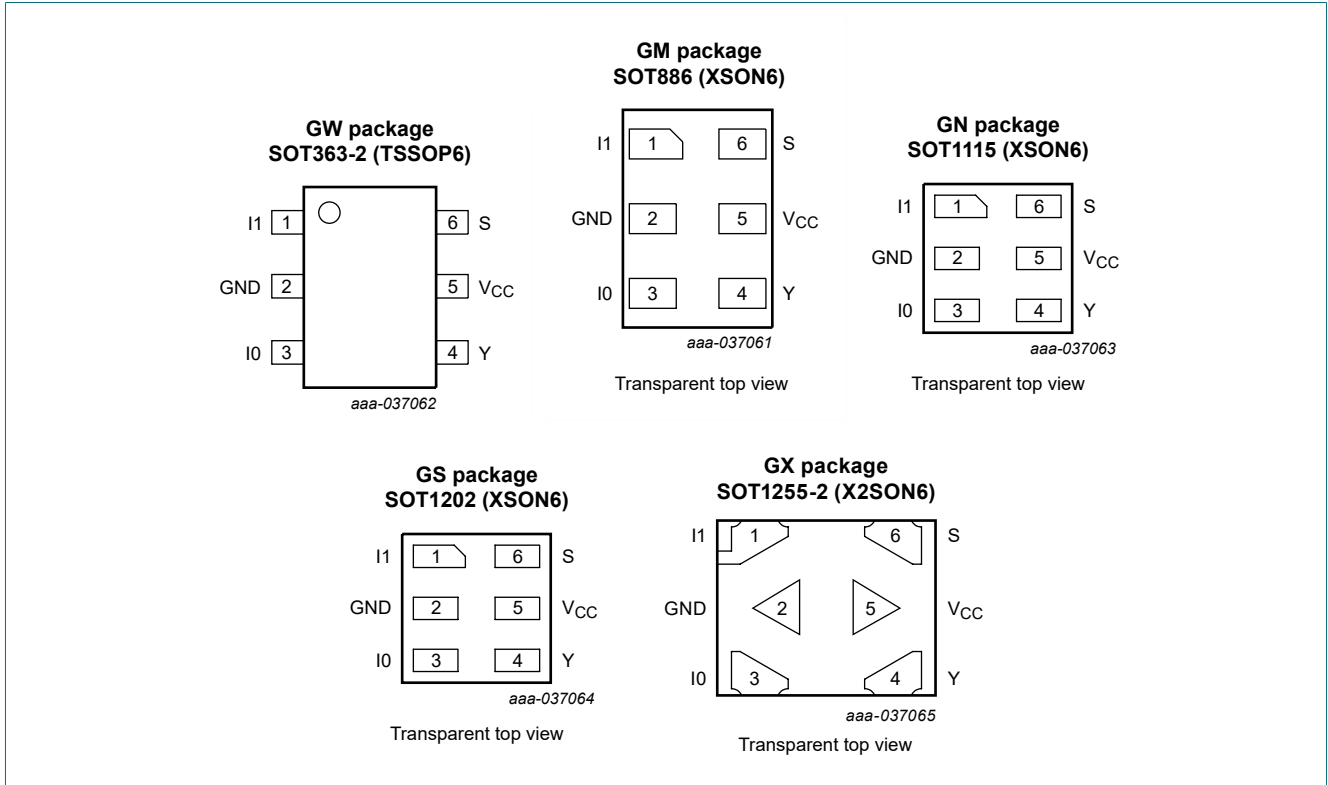 GW package
SOT363-2 (TSSOP6)
I1 1 6 S
GND 2 5 VCC
I0 3 4 Y
aaa-037062
GM package
SOT886 (XSON6)
I1 1 6 S
GND 2 5 VCC
I0 3 4 Y
aaa-037061
Transparent top view
GN package
SOT1115 (XSON6)
I1 1 6 S
GND 2 5 VCC
I0 3 4 Y
aaa-037063
Transparent top view
GS package
SOT1202 (XSON6)
I1 1 6 S
GND 2 5 VCC
I0 3 4 Y
aaa-037064
Transparent top view
GX package
SOT1255-2 (X2SON6)
I1 1 6 S
GND 2 5 VCC
I0 3 4 Y
aaa-037065
Transparent top view